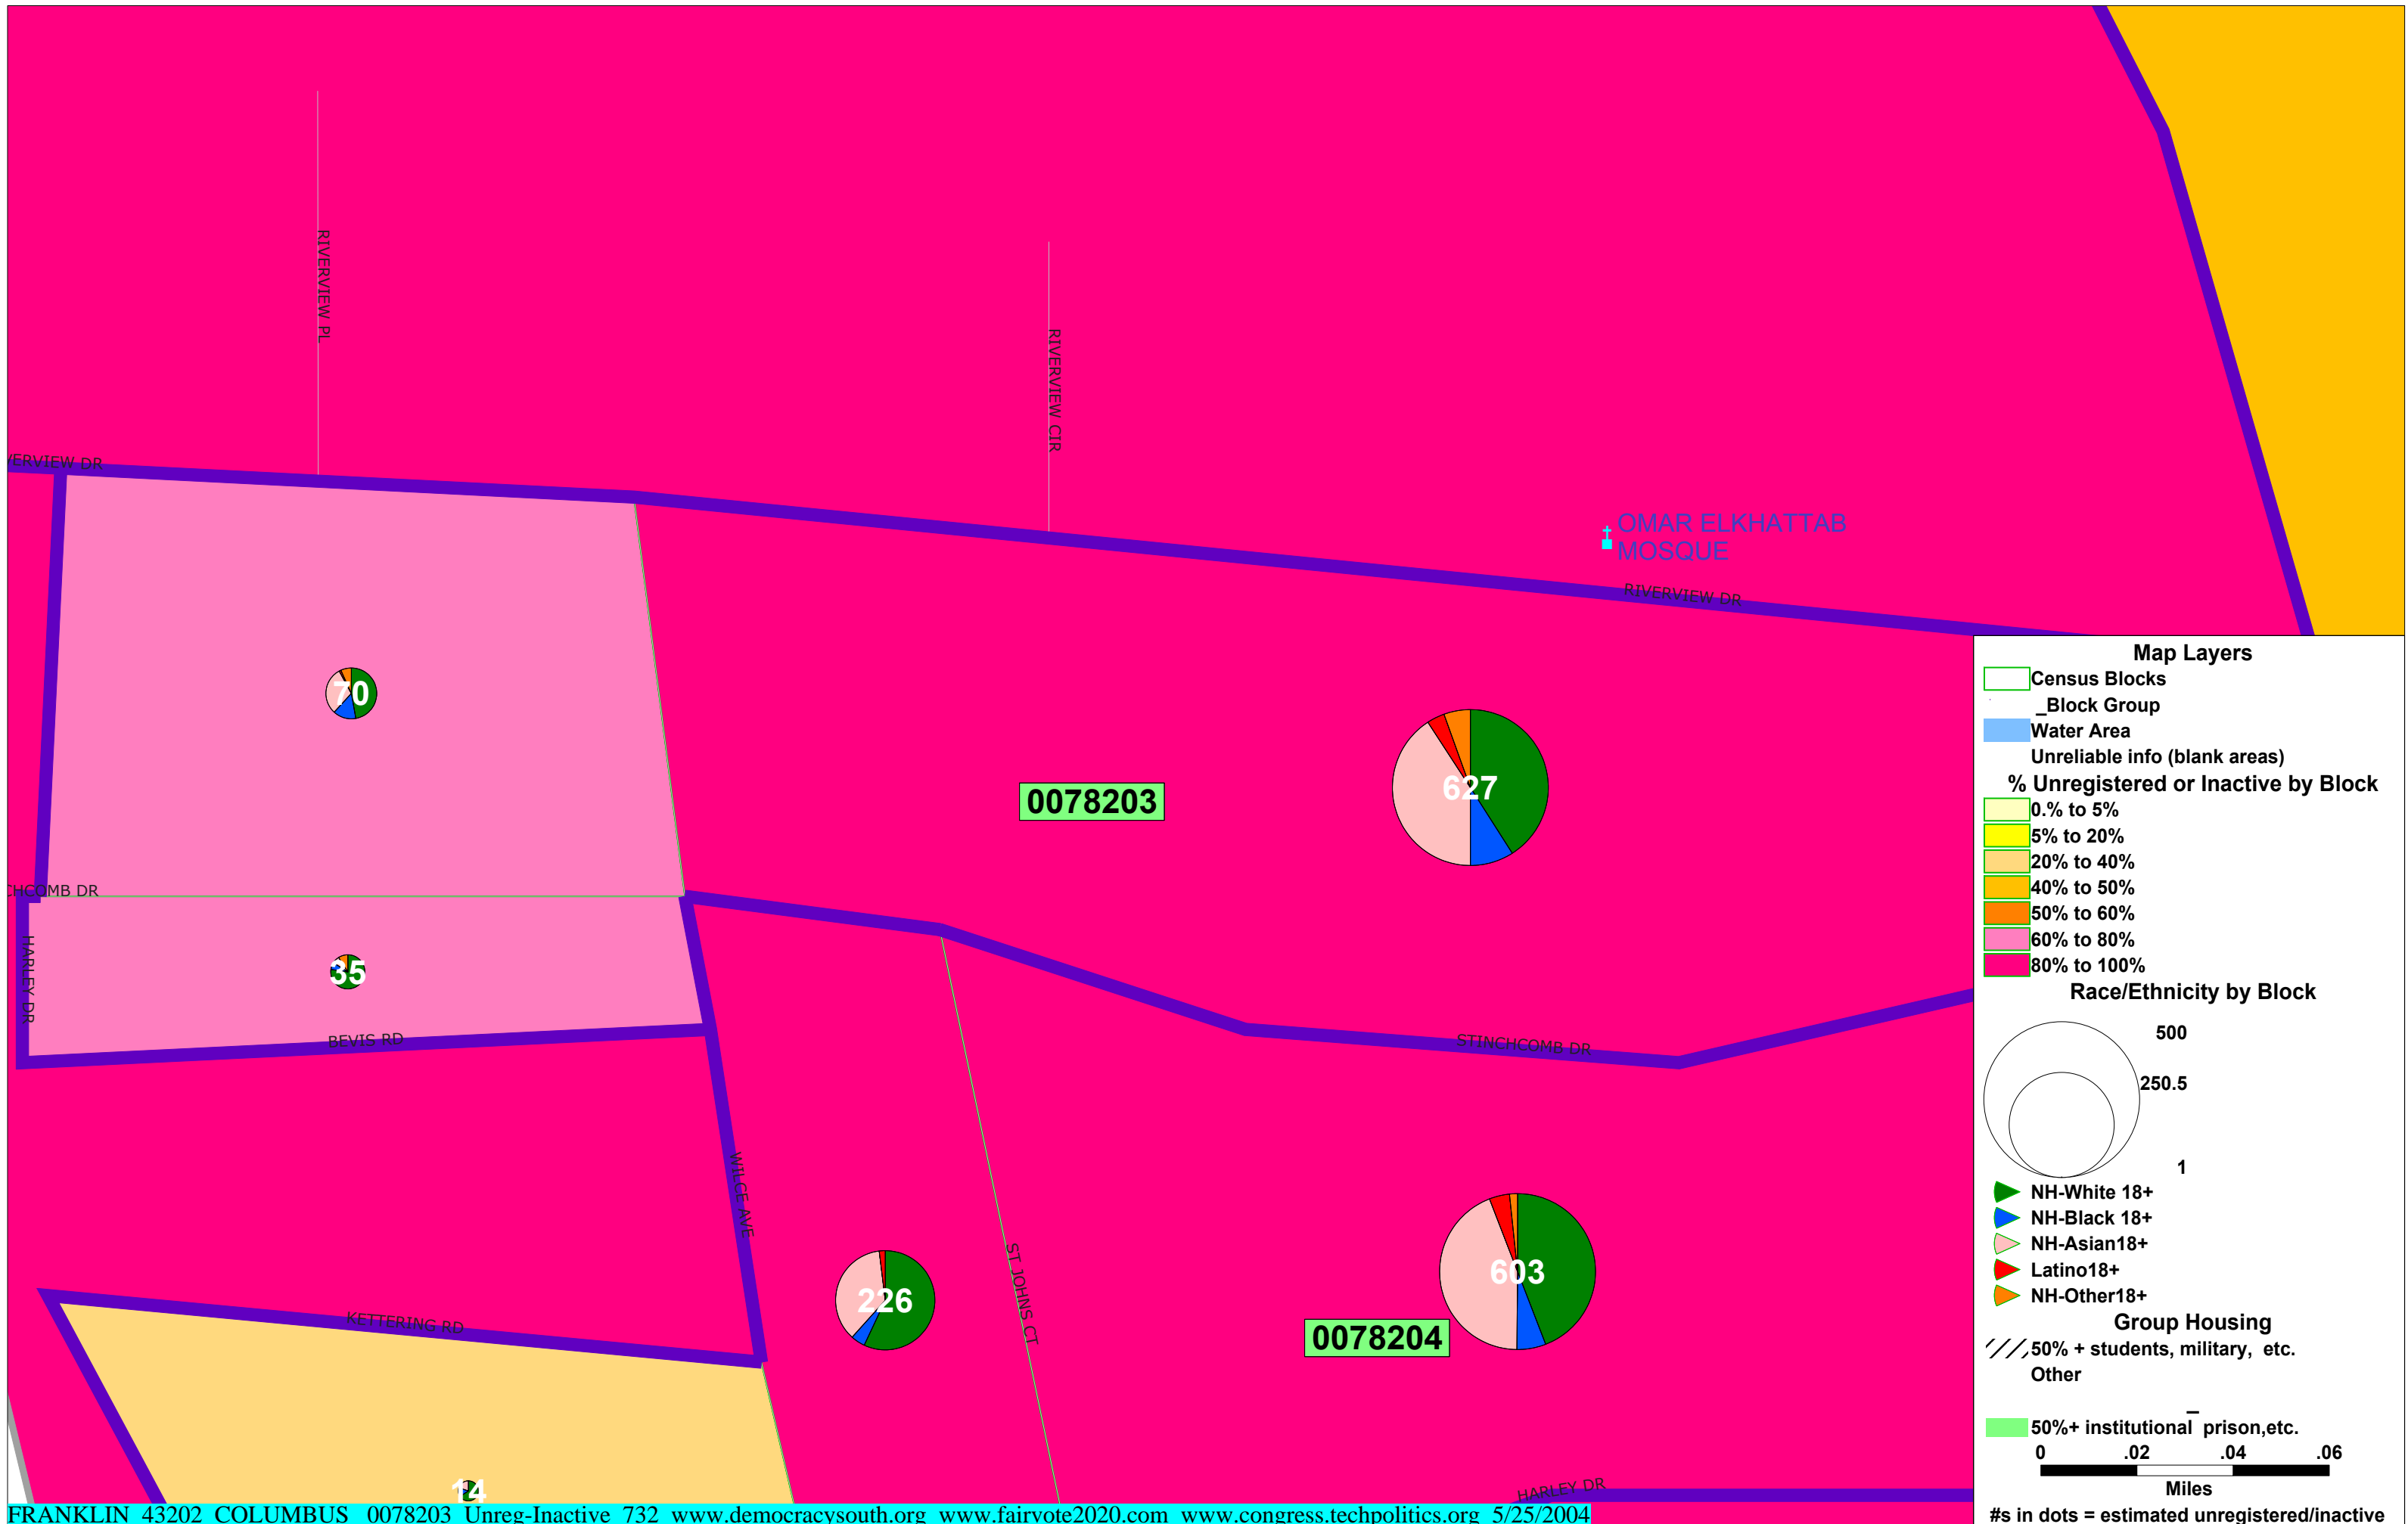 RIVERVIEW PL
RIVERVIEW CIR
VERVIEW DR
OMAR ELKHATTAB
MOSQUE
RIVERVIEW DR
70
627
0078203
CHCOMB DR
HARLEY DR
35
BEVIS RD
STINCHCOMB DR
WILCE AVE
ST JOHNS CT
226
603
KETTERING RD
0078204
14
HARLEY DR
Map Layers
Census Blocks
_Block Group
Water Area
Unreliable info (blank areas)
% Unregistered or Inactive by Block
0.% to 5%
5% to 20%
20% to 40%
40% to 50%
50% to 60%
60% to 80%
80% to 100%
Race/Ethnicity by Block
500
250.5
1
NH-White 18+
NH-Black 18+
NH-Asian18+
Latino18+
NH-Other18+
Group Housing
50% + students, military, etc.
Other
50%+ institutional_ prison,etc.
0 .02 .04 .06
Miles
#s in dots = estimated unregistered/inactive
FRANKLIN 43202 COLUMBUS 0078203 Unreg-Inactive 732 www.democracysouth.org www.fairvote2020.com www.congress.techpolitics.org 5/25/2004